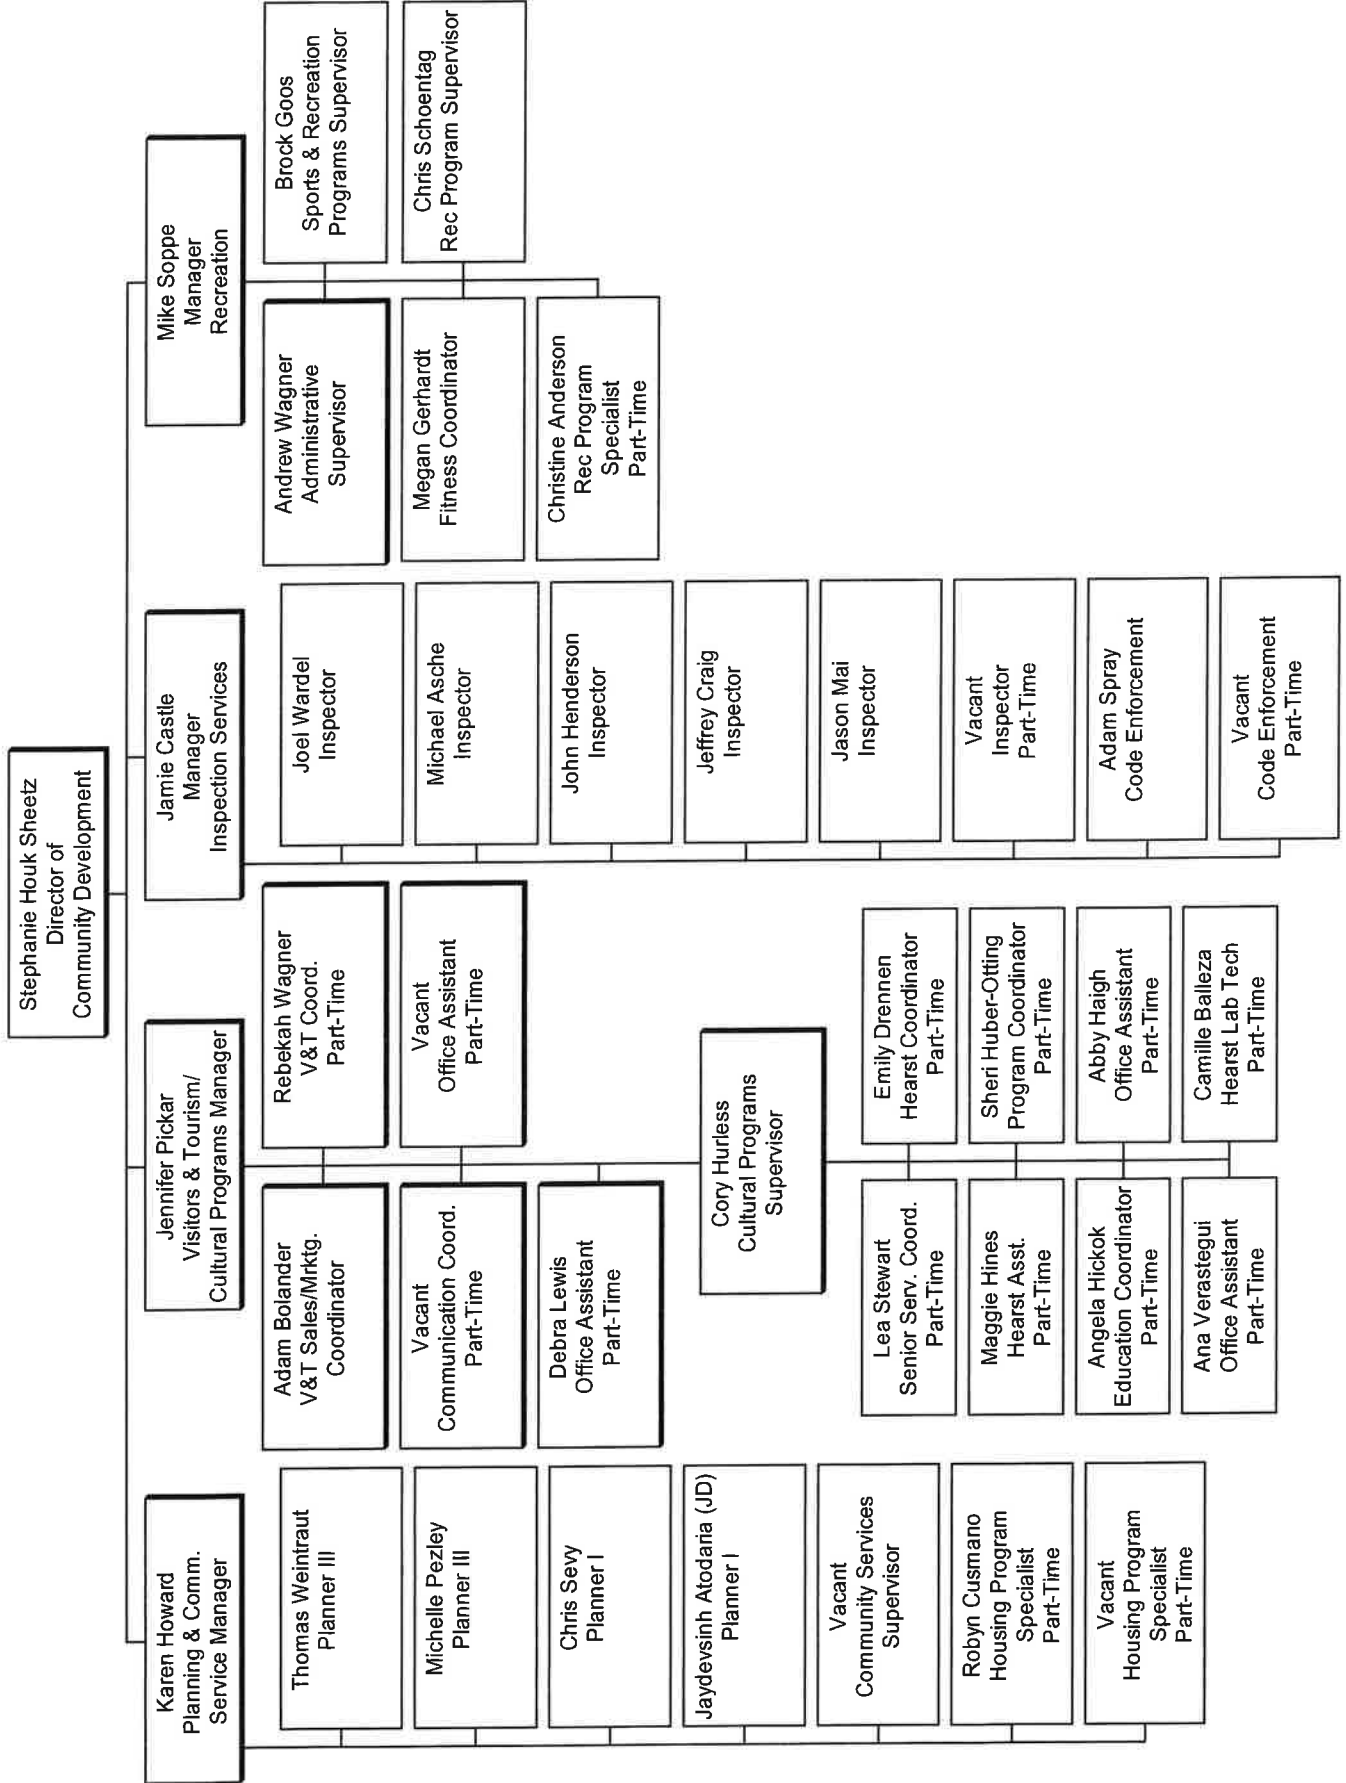 Stephanie Houk Sheetz
Director of
Community Development
Karen Howard
Planning & Comm.
Service Manager
Thomas Weintraut
Planner III
Michelle Pezley
Planner III
Chris Sevy
Planner I
Jaydevsinh Atodaria (JD)
Planner I
Vacant
Community Services
Supervisor
Robyn Cusmano
Housing Program
Specialist
Part-Time
Vacant
Housing Program
Specialist
Part-Time
Jennifer Pickar
Visitors & Tourism/
Cultural Programs Manager
Adam Bolander
V&T Sales/Mrktg.
Coordinator
Rebekah Wagner
V&T Coord.
Part-Time
Vacant
Communication Coord.
Part-Time
Vacant
Office Assistant
Part-Time
Debra Lewis
Office Assistant
Part-Time
Cory Hurless
Cultural Programs
Supervisor
Lea Stewart
Senior Serv. Coord.
Part-Time
Emily Drennen
Hearst Coordinator
Part-Time
Maggie Hines
Hearst Asst.
Part-Time
Sheri Huber-Otting
Program Coordinator
Part-Time
Angela Hickok
Education Coordinator
Part-Time
Abby Haigh
Office Assistant
Part-Time
Ana Verastegui
Office Assistant
Part-Time
Camille Balleza
Hearst Lab Tech
Part-Time
Jamie Castle
Manager
Inspection Services
Joel Wardel
Inspector
Michael Asche
Inspector
John Henderson
Inspector
Jeffrey Craig
Inspector
Jason Mai
Inspector
Vacant
Inspector
Part-Time
Adam Spray
Code Enforcement
Vacant
Code Enforcement
Part-Time
Mike Soppe
Manager
Recreation
Andrew Wagner
Administrative
Supervisor
Brock Goos
Sports & Recreation
Programs Supervisor
Megan Gerhardt
Fitness Coordinator
Chris Schoentag
Rec Program Supervisor
Christine Anderson
Rec Program
Specialist
Part-Time